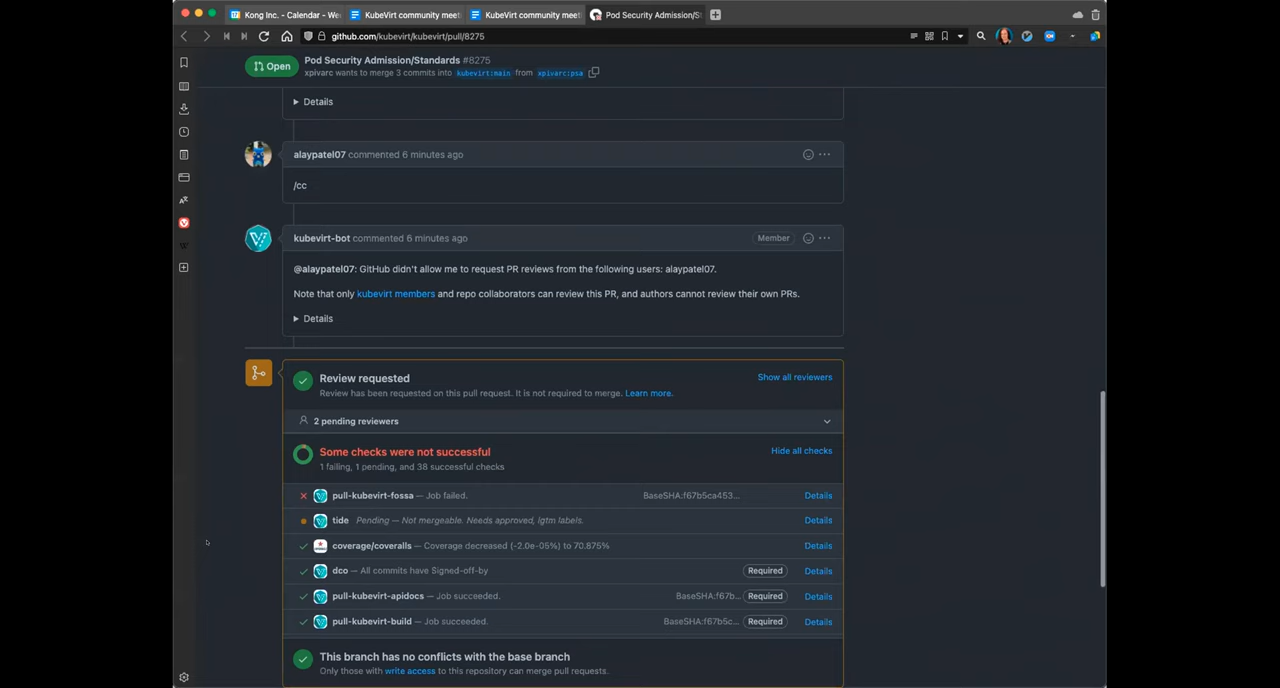 Kong Inc. - Calendar - We
KubeVirt community meet
KubeVirt community meet
Pod Security Admission/S
github.com/kubevirt/kubevirt/pull/8275
Open
Pod Security Admission/Standards #8275
xpivarc wants to merge 3 commits into kubevirt:main from xpivarc:psa
Details
alaypatel07 commented 6 minutes ago
/cc
kubevirt-bot commented 6 minutes ago
Member
@alaypatel07: GitHub didn't allow me to request PR reviews from the following users: alaypatel07.
Note that only kubevirt members and repo collaborators can review this PR, and authors cannot review their own PRs.
Details
Review requested
Show all reviewers
Review has been requested on this pull request. It is not required to merge. Learn more.
2 pending reviewers
Some checks were not successful
Hide all checks
1 failing, 1 pending, and 38 successful checks
pull-kubevirt-fossa — Job failed. BaseSHA:f67b5ca453... Details
tide Pending — Not mergeable. Needs approved, lgtm labels. Details
coverage/coveralls — Coverage decreased (-2.0e-05%) to 70.875% Details
dco — All commits have Signed-off-by Required Details
pull-kubevirt-apidocs — Job succeeded. BaseSHA:f67b... Required Details
pull-kubevirt-build — Job succeeded. BaseSHA:f67b5c... Required Details
This branch has no conflicts with the base branch
Only those with write access to this repository can merge pull requests.